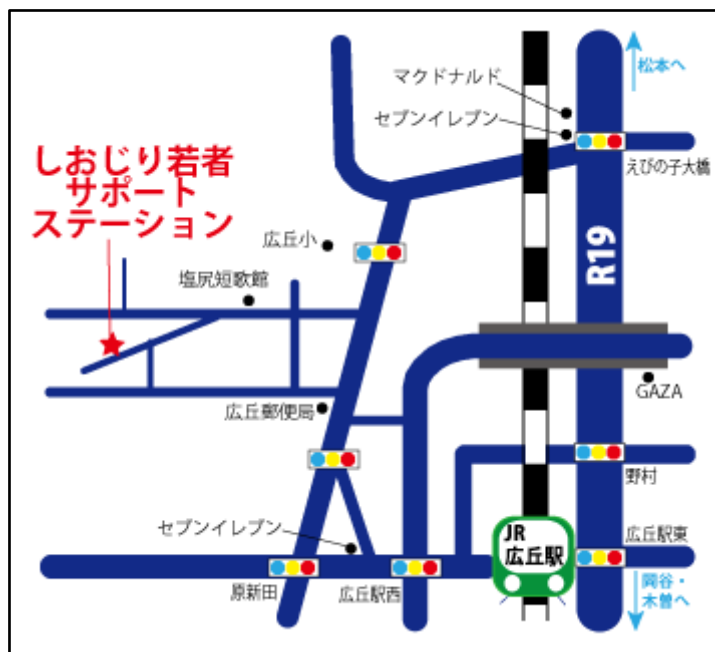 松本へ
マクドナルド
セブンイレブン
えびの子大橋
しおじり若者
サポート
ステーション
広丘小
R19
塩尻短歌館
GAZA
広丘郵便局
野村
セブンイレブン
JR
広丘駅
広丘駅東
原新田
広丘駅西
岡谷・
木曽へ